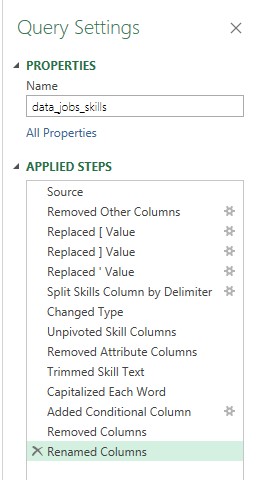 Query Settings
PROPERTIES
Name
data_jobs_skills
All Properties
APPLIED STEPS
Source
Removed Other Columns
Replaced [ Value
Replaced ] Value
Replaced ' Value
Split Skills Column by Delimiter
Changed Type
Unpivoted Skill Columns
Removed Attribute Columns
Trimmed Skill Text
Capitalized Each Word
Added Conditional Column
Removed Columns
Renamed Columns